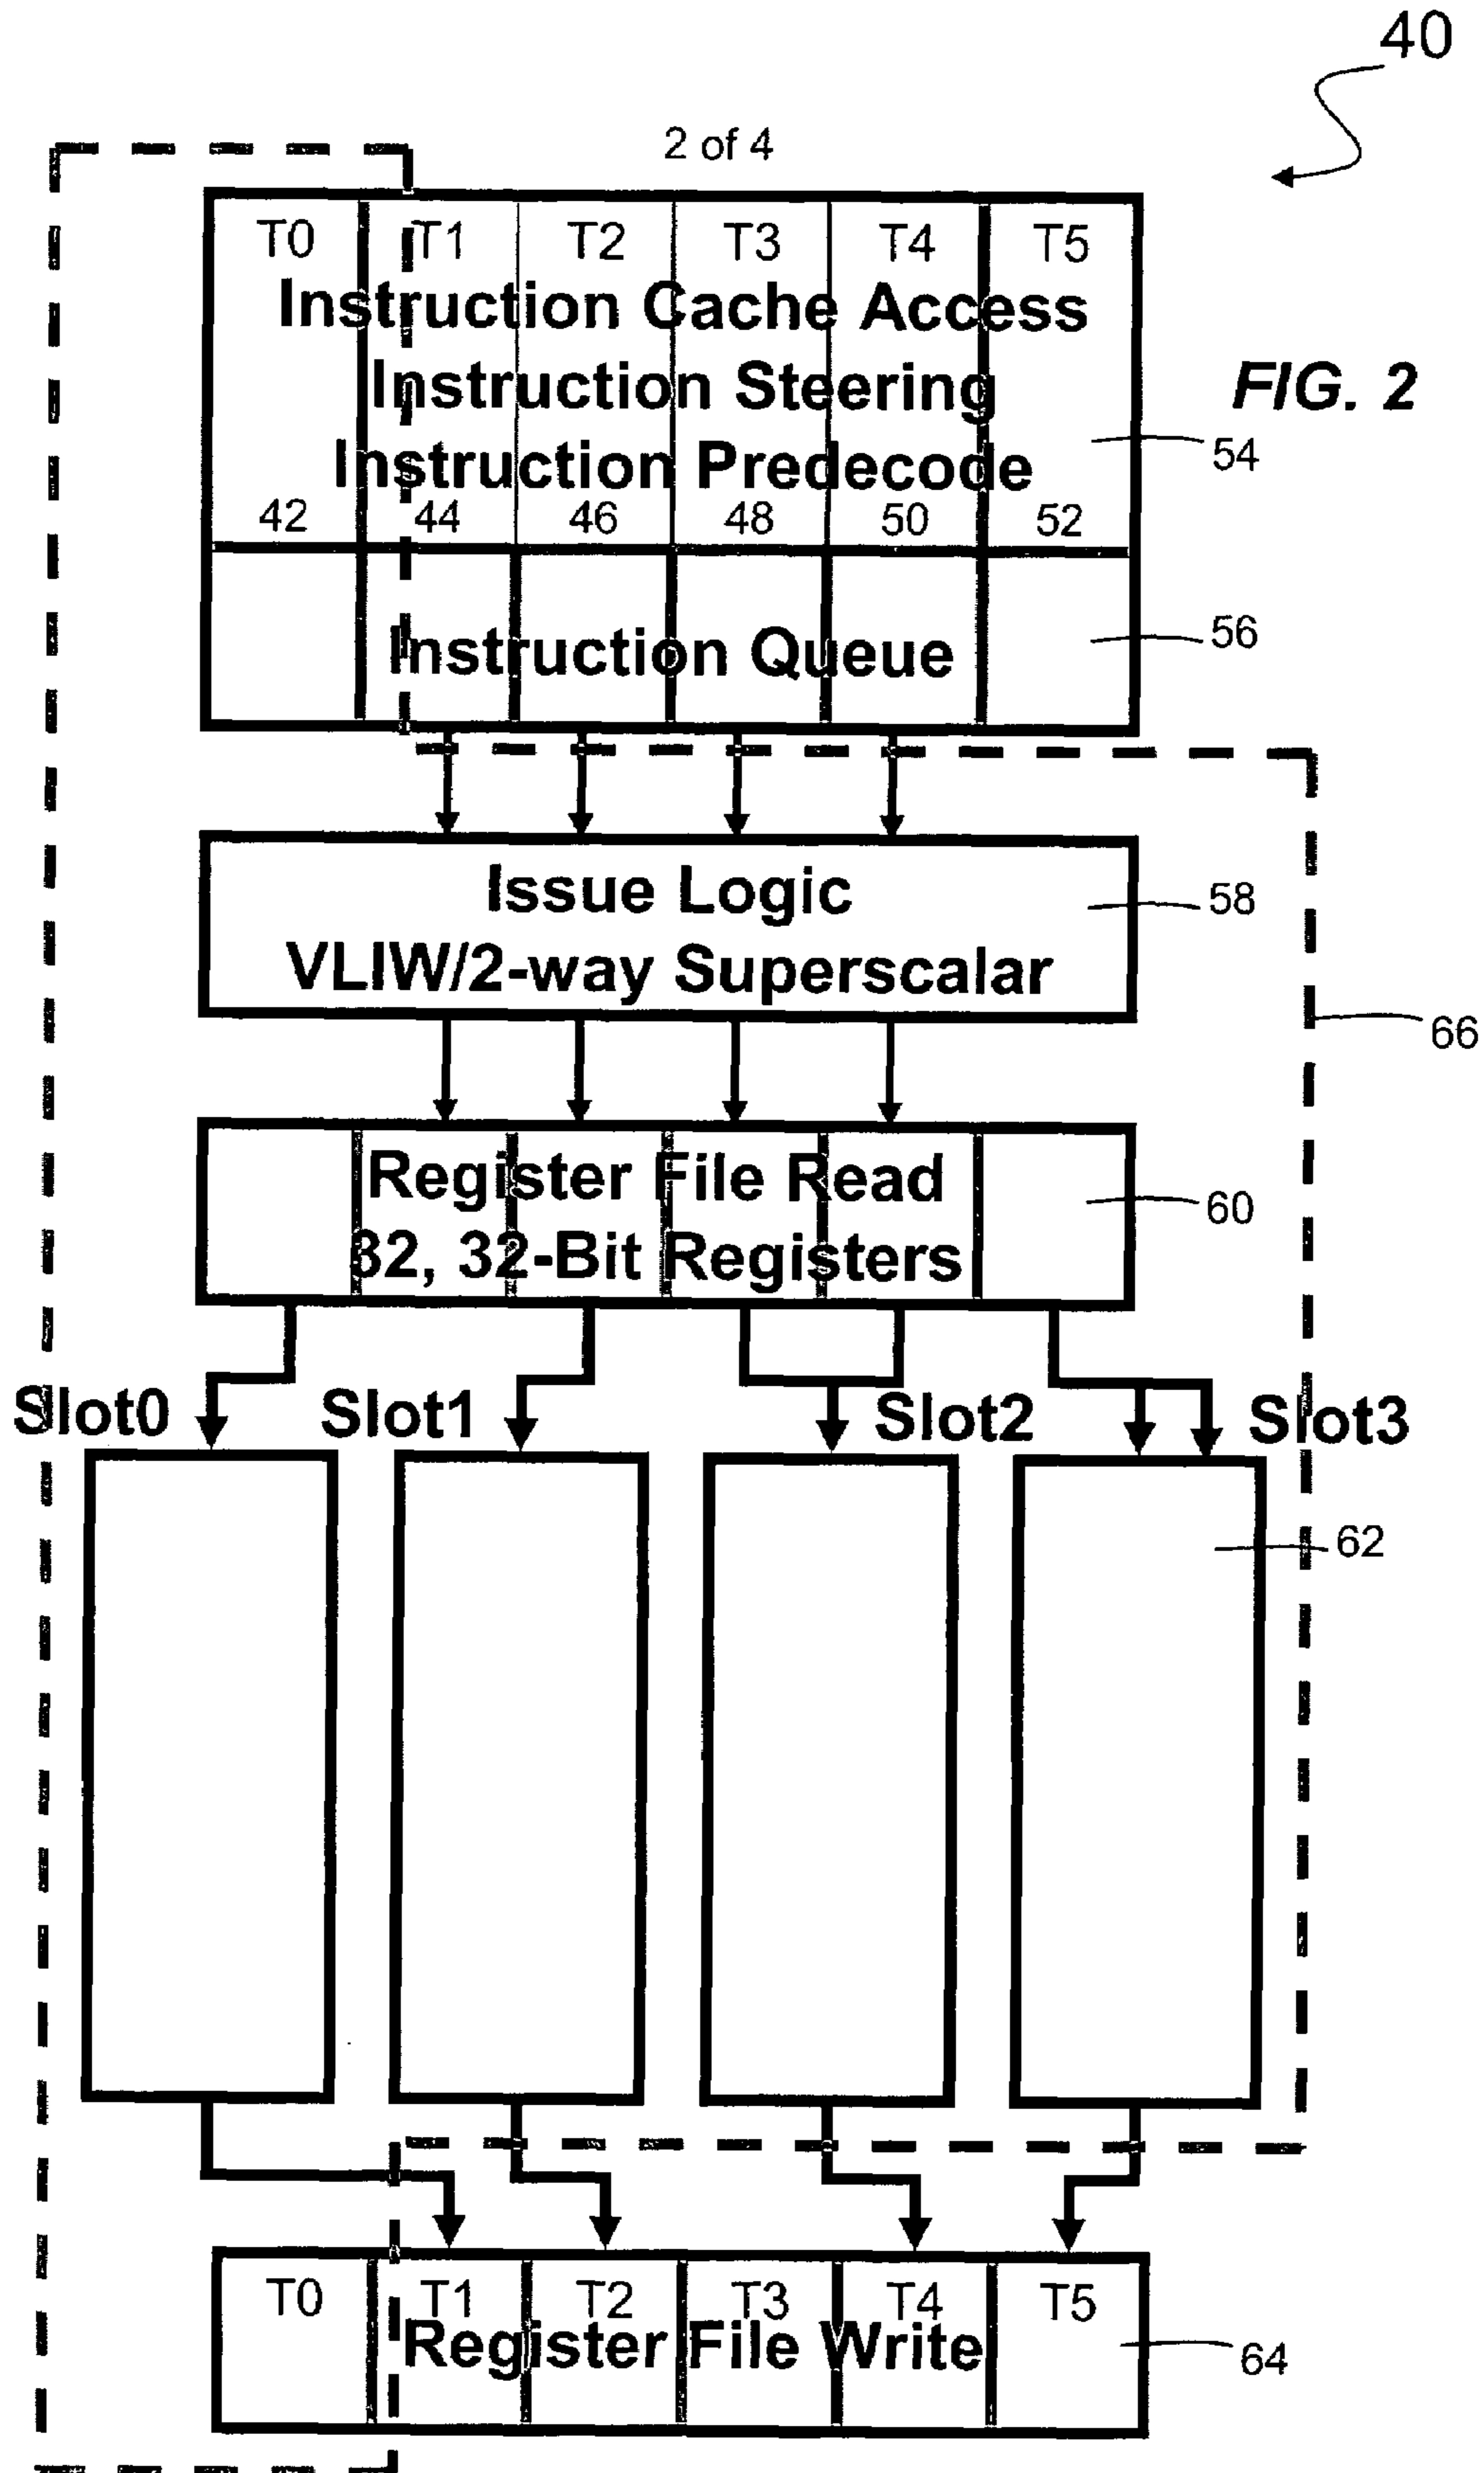 40
2 of 4
T0 T1 T2 T3 T4 T5
Instruction Cache Access
Instruction Steering
FIG. 2
Instruction Predecode
54
42 44 46 48 50 52
Instruction Queue
56
Issue Logic
58
VLIW/2-way Superscalar
66
Register File Read
60
32, 32-Bit Registers
Slot0 Slot1 Slot2 Slot3
62
T0 T1 T2 T3 T4 T5
Register File Write
64